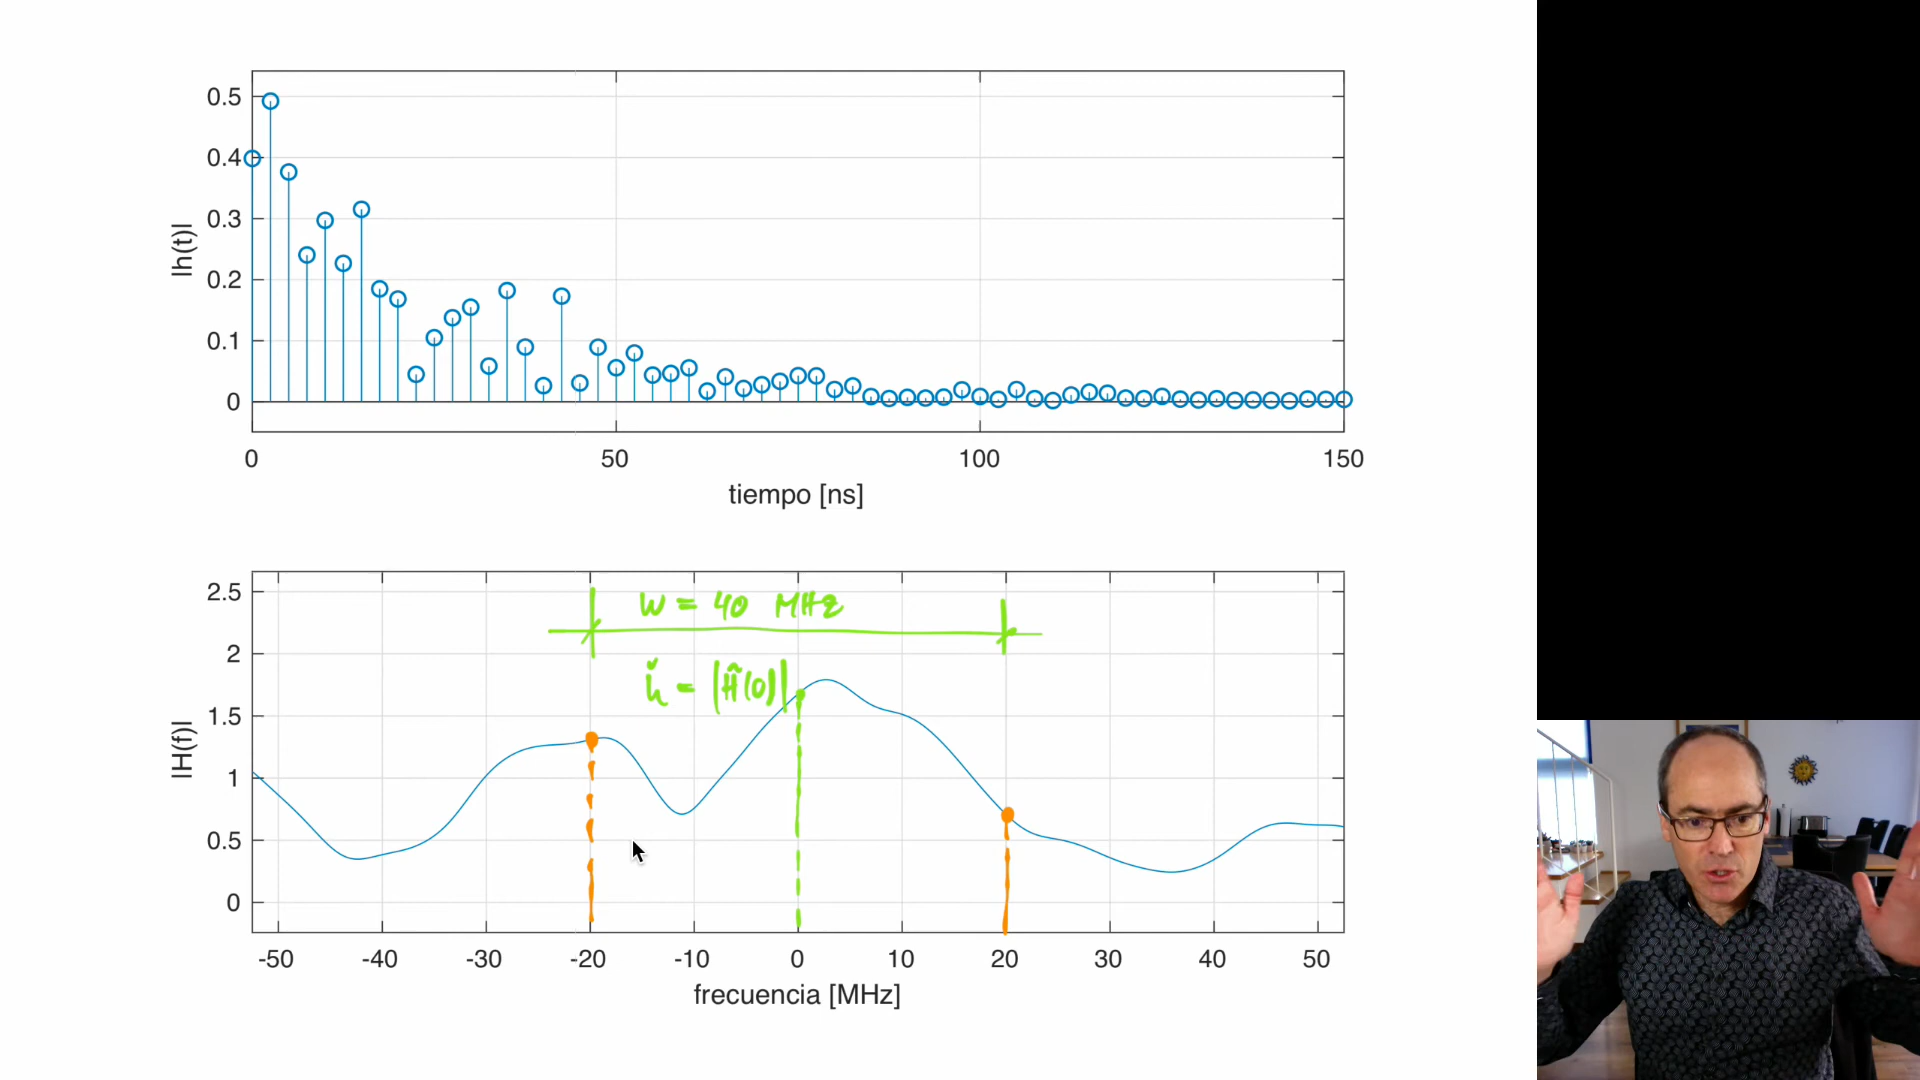 0.5
0.4
0.3
0.2
0.1
0
|h(t)|
0 50 100 150
tiempo [ns]
2.5
2
1.5
1
0.5
0
|H(f)|
W = 40 MHz
ȟ = |H̃(0)|
-50 -40 -30 -20 -10 0 10 20 30 40 50
frecuencia [MHz]